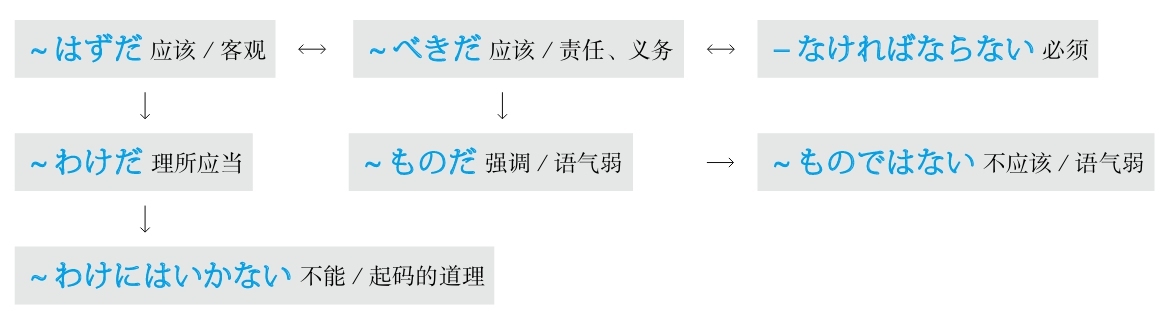 ~はずだ 应该 / 客观 ↔ ~べきだ 应该 / 责任、义务 ↔ －なければならない 必须
~わけだ 理所应当 ~ものだ 强调 / 语气弱 → ~ものではない 不应该 / 语气弱
~わけにはいかない 不能 / 起码的道理